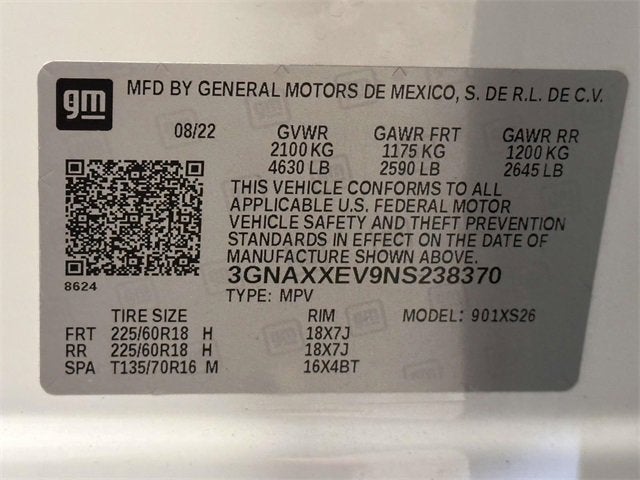 gm
MFD BY GENERAL MOTORS DE MEXICO, S. DE R.L. DE C.V.
08/22 GVWR GAWR FRT GAWR RR
2100 KG 1175 KG 1200 KG
4630 LB 2590 LB 2645 LB
THIS VEHICLE CONFORMS TO ALL
APPLICABLE U.S. FEDERAL MOTOR
VEHICLE SAFETY AND THEFT PREVENTION
STANDARDS IN EFFECT ON THE DATE OF
MANUFACTURE SHOWN ABOVE.
3GNAXXEV9NS238370
8624
TYPE: MPV
TIRE SIZE RIM MODEL: 901XS26
FRT 225/60R18 H 18X7J
RR 225/60R18 H 18X7J
SPA T135/70R16 M 16X4BT